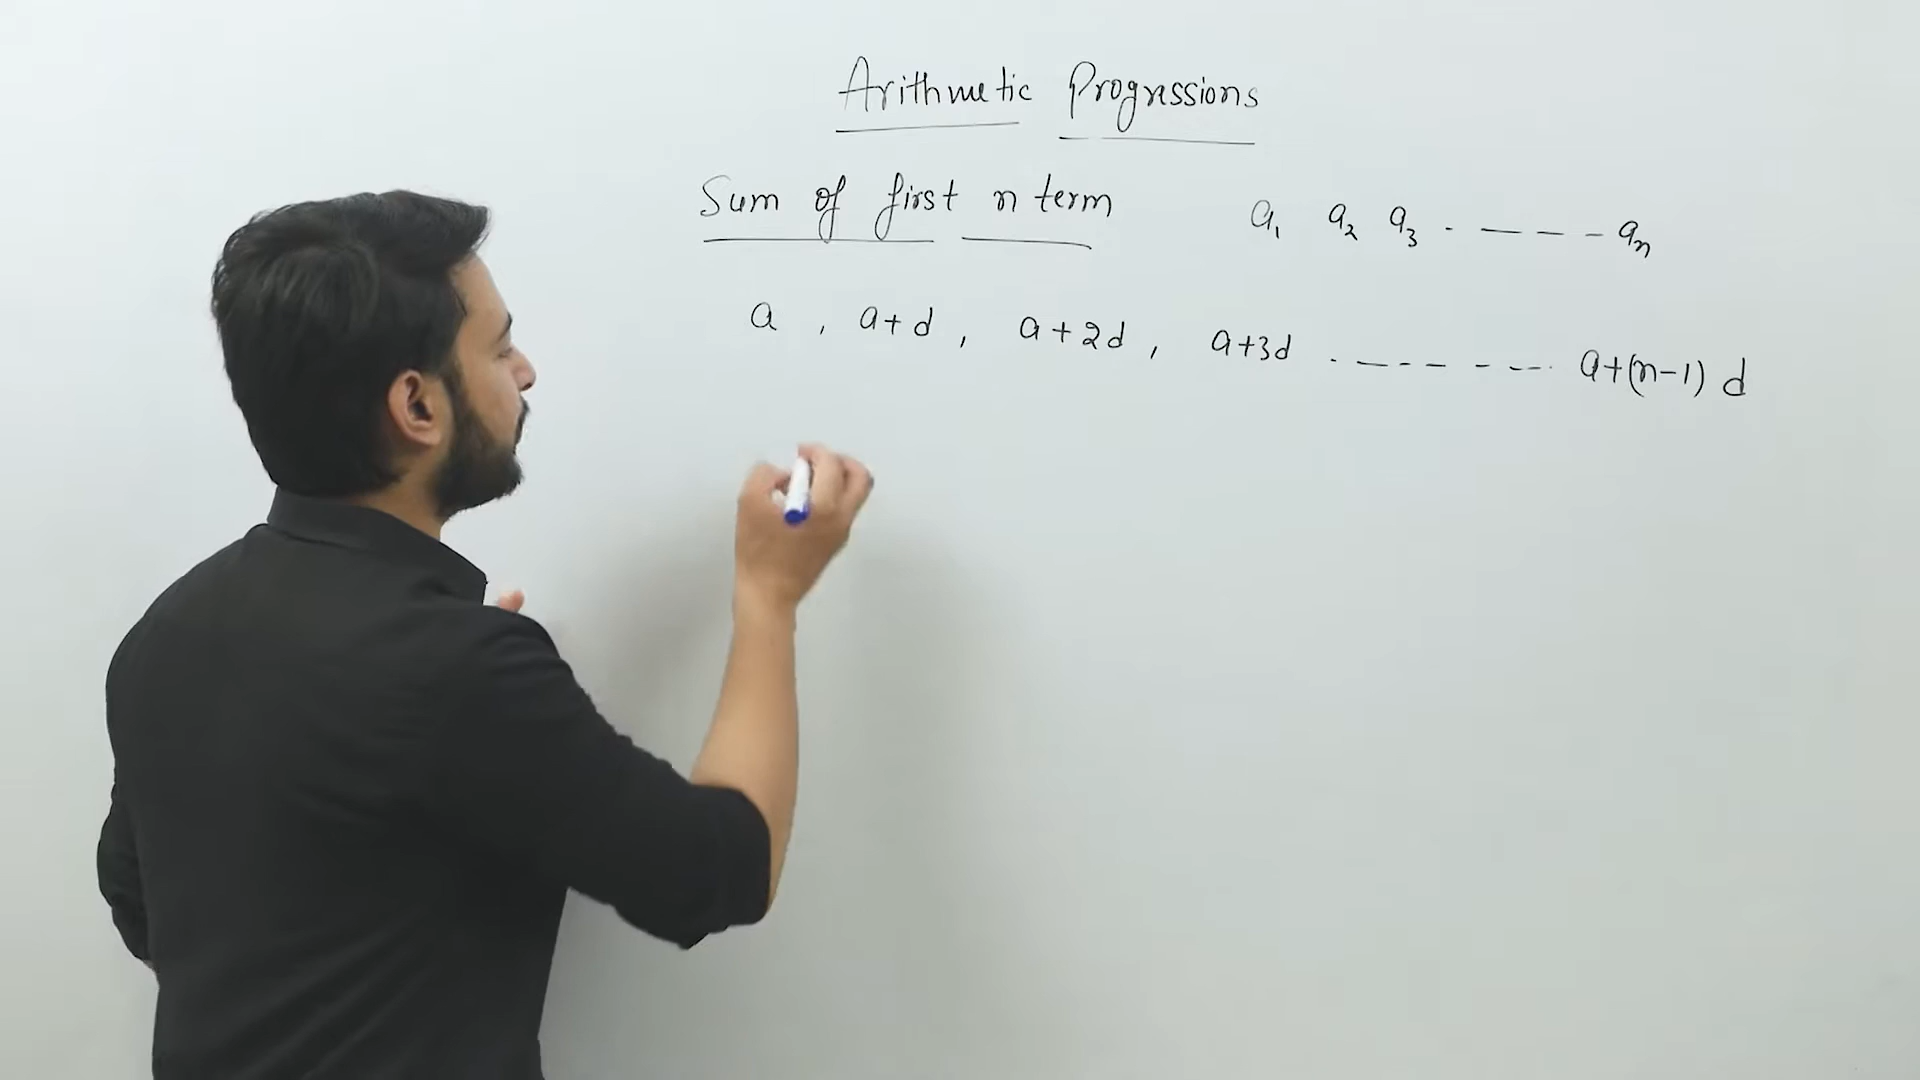 Arithmetic Progressions
Sum of first n term a₁ a₂ a₃ . - - - - aₙ
a , a+d , a+2d , a+3d . - - - - - - . a+(n-1) d